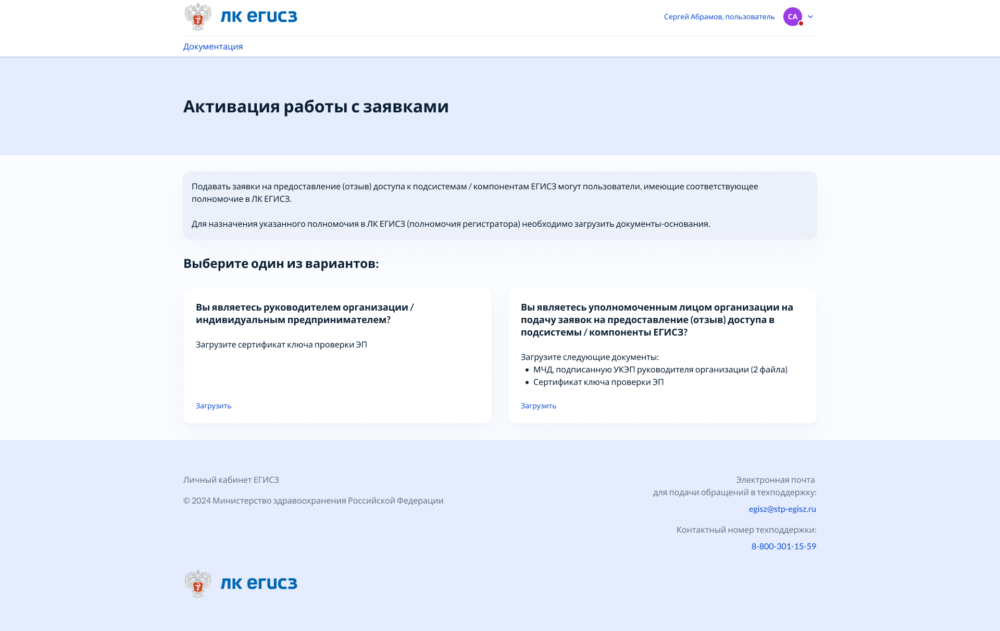 лк егисз
Сергей Абрамов, пользователь
СА
Документация
Активация работы с заявками
Подавать заявки на предоставление (отзыв) доступа к подсистемам / компонентам ЕГИСЗ могут пользователи, имеющие соответствующее
полномочие в ЛК ЕГИСЗ.
Для назначения указанного полномочия в ЛК ЕГИСЗ (полномочия регистратора) необходимо загрузить документы-основания.
Выберите один из вариантов:
Вы являетесь руководителем организации /
индивидуальным предпринимателем?
Загрузите сертификат ключа проверки ЭП
Загрузить
Вы являетесь уполномоченным лицом организации на
подачу заявок на предоставление (отзыв) доступа в
подсистемы / компоненты ЕГИСЗ?
Загрузите следующие документы:
• МЧД, подписанную УКЭП руководителя организации (2 файла)
• Сертификат ключа проверки ЭП
Загрузить
Личный кабинет ЕГИСЗ
© 2024 Министерство здравоохранения Российской Федерации
Электронная почта
для подачи обращений в техподдержку:
egisz@stp-egisz.ru
Контактный номер техподдержки:
8-800-301-15-59
лк егисз